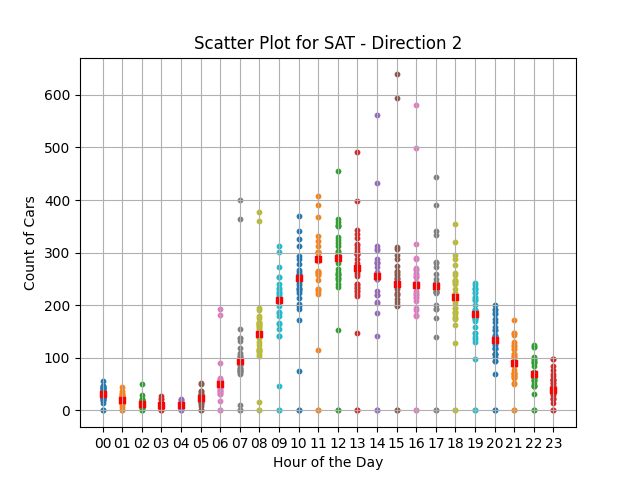 Scatter Plot for SAT - Direction 2
Count of Cars
600
500
400
300
200
100
0
00 01 02 03 04 05 06 07 08 09 10 11 12 13 14 15 16 17 18 19 20 21 22 23
Hour of the Day